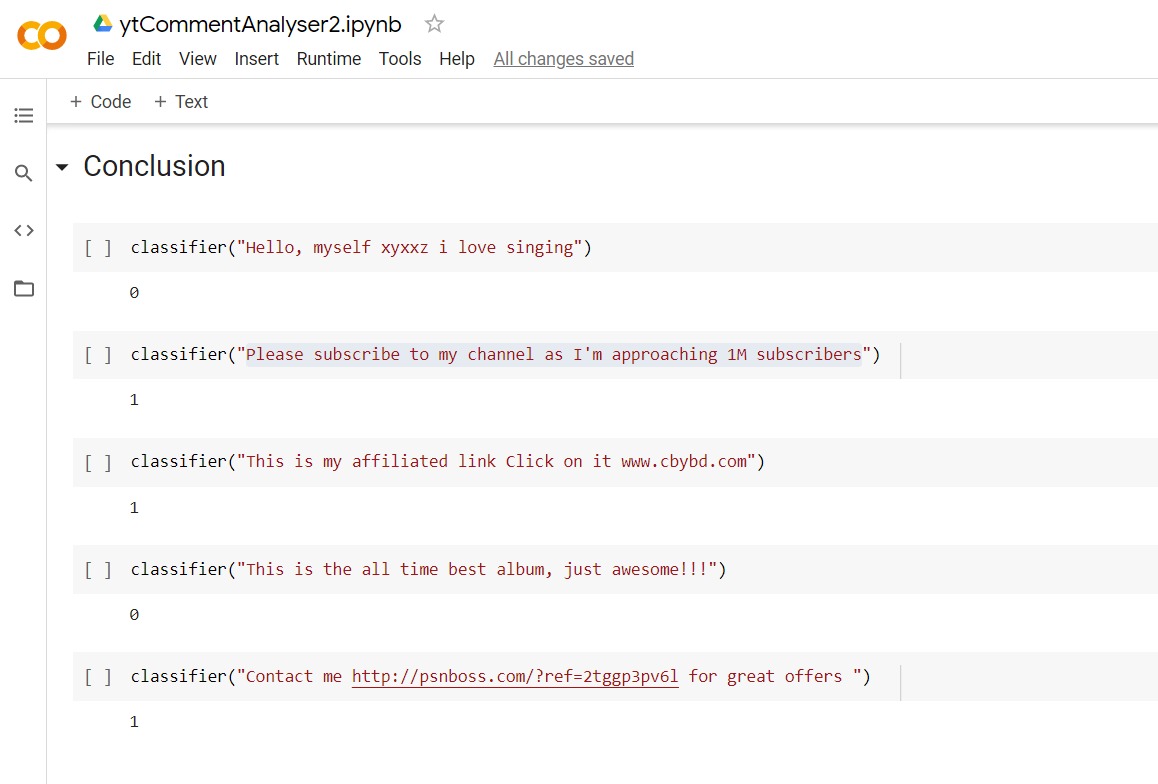 ytCommentAnalyser2.ipynb
File Edit View Insert Runtime Tools Help All changes saved
+ Code + Text
Conclusion
[ ] classifier("Hello, myself xyxxz i love singing")
0
[ ] classifier("Please subscribe to my channel as I'm approaching 1M subscribers")
1
[ ] classifier("This is my affiliated link Click on it www.cbybd.com")
1
[ ] classifier("This is the all time best album, just awesome!!!")
0
[ ] classifier("Contact me http://psnboss.com/?ref=2tggp3pv6l for great offers ")
1